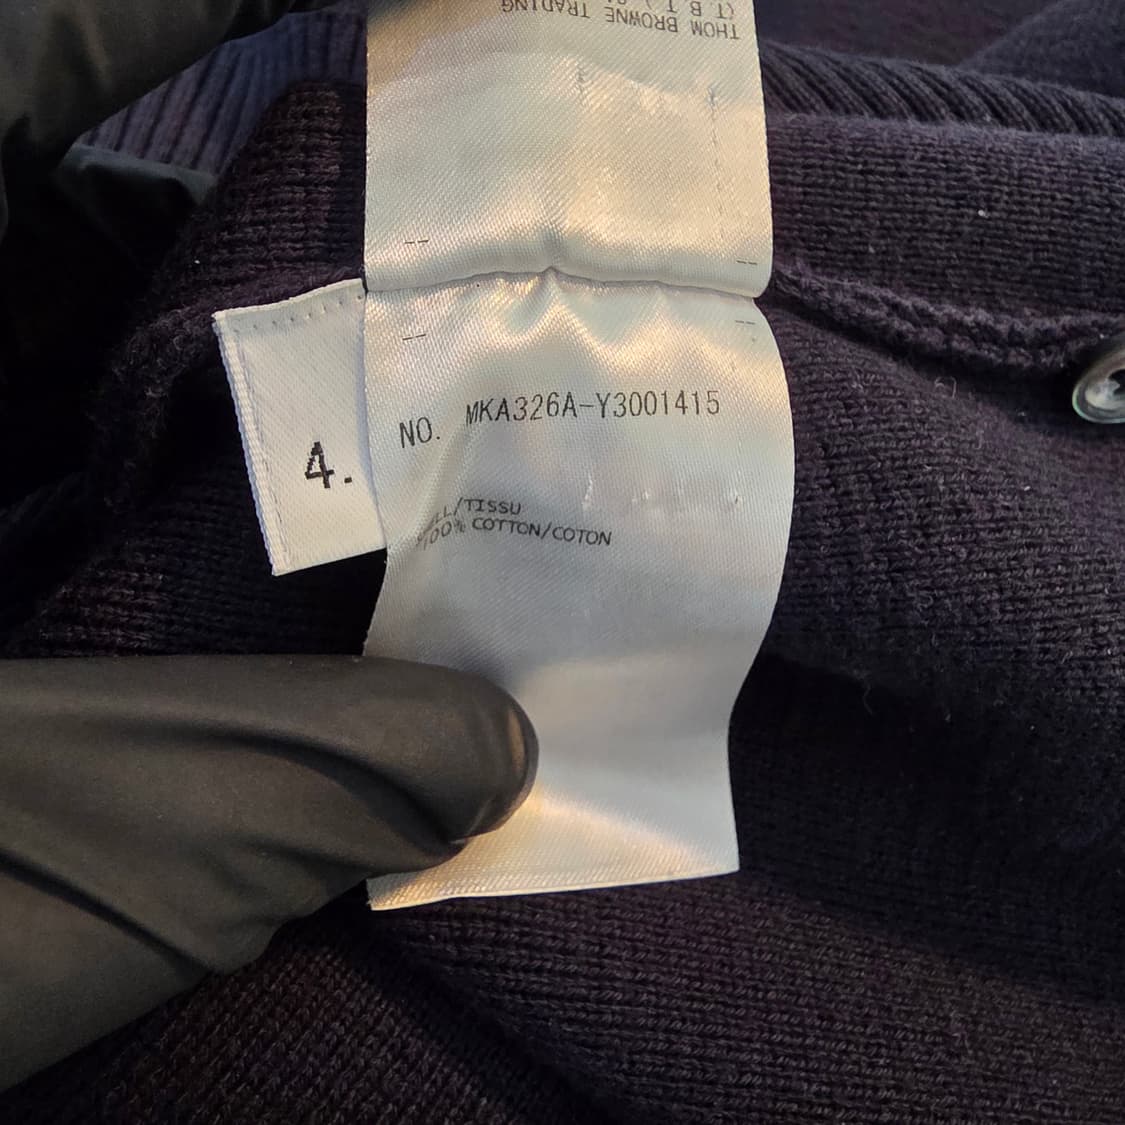 THOM BROWNE TRADING
(T.B.T.)
NO. MKA326A-Y3001415
4.
/TISSU
100% COTTON/COTON